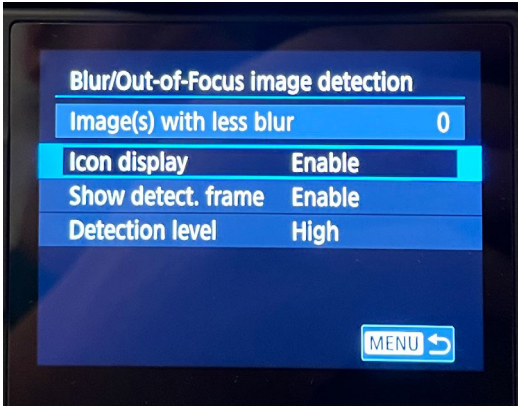 Blur/Out-of-Focus image detection
Image(s) with less blur 0
Icon display Enable
Show detect. frame Enable
Detection level High
MENU